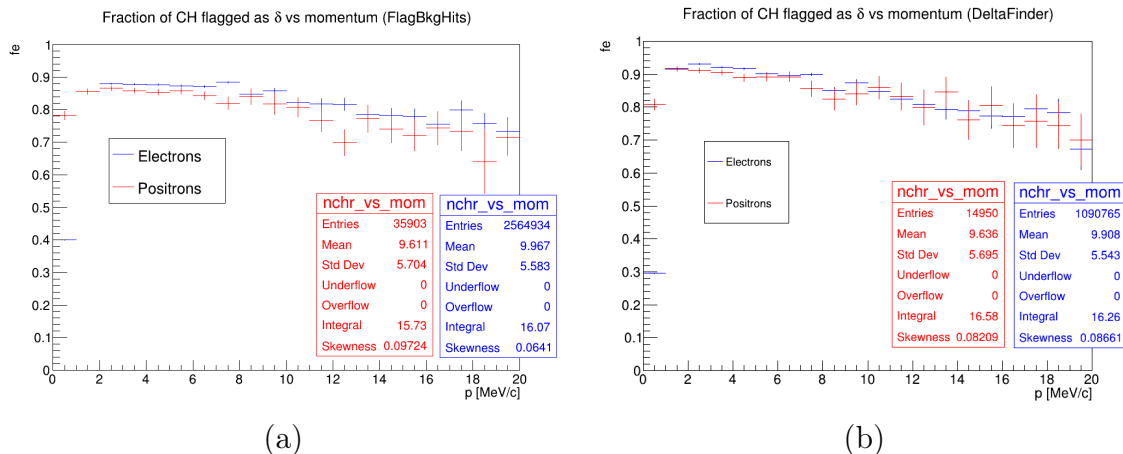 Fraction of CH flagged as δ vs momentum (FlagBkgHits)
fe
1
0.9
0.8
0.7
0.6
0.5
0.4
0.3
0.2
0.1
0
Electrons
Positrons
nchr_vs_mom
Entries 35903
Mean 9.611
Std Dev 5.704
Underflow 0
Overflow 0
Integral 15.73
Skewness 0.09724
nchr_vs_mom
Entries 2564934
Mean 9.967
Std Dev 5.583
Underflow 0
Overflow 0
Integral 16.07
Skewness 0.0641
0 2 4 6 8 10 12 14 16 18 20
p [MeV/c]
(a)
Fraction of CH flagged as δ vs momentum (DeltaFinder)
fe
1
0.9
0.8
0.7
0.6
0.5
0.4
0.3
0.2
0.1
0
Electrons
Positrons
nchr_vs_mom
Entries 14950
Mean 9.636
Std Dev 5.695
Underflow 0
Overflow 0
Integral 16.58
Skewness 0.08209
nchr_vs_mom
Entries 1090765
Mean 9.908
Std Dev 5.543
Underflow 0
Overflow 0
Integral 16.26
Skewness 0.08661
0 2 4 6 8 10 12 14 16 18 20
p [MeV/c]
(b)